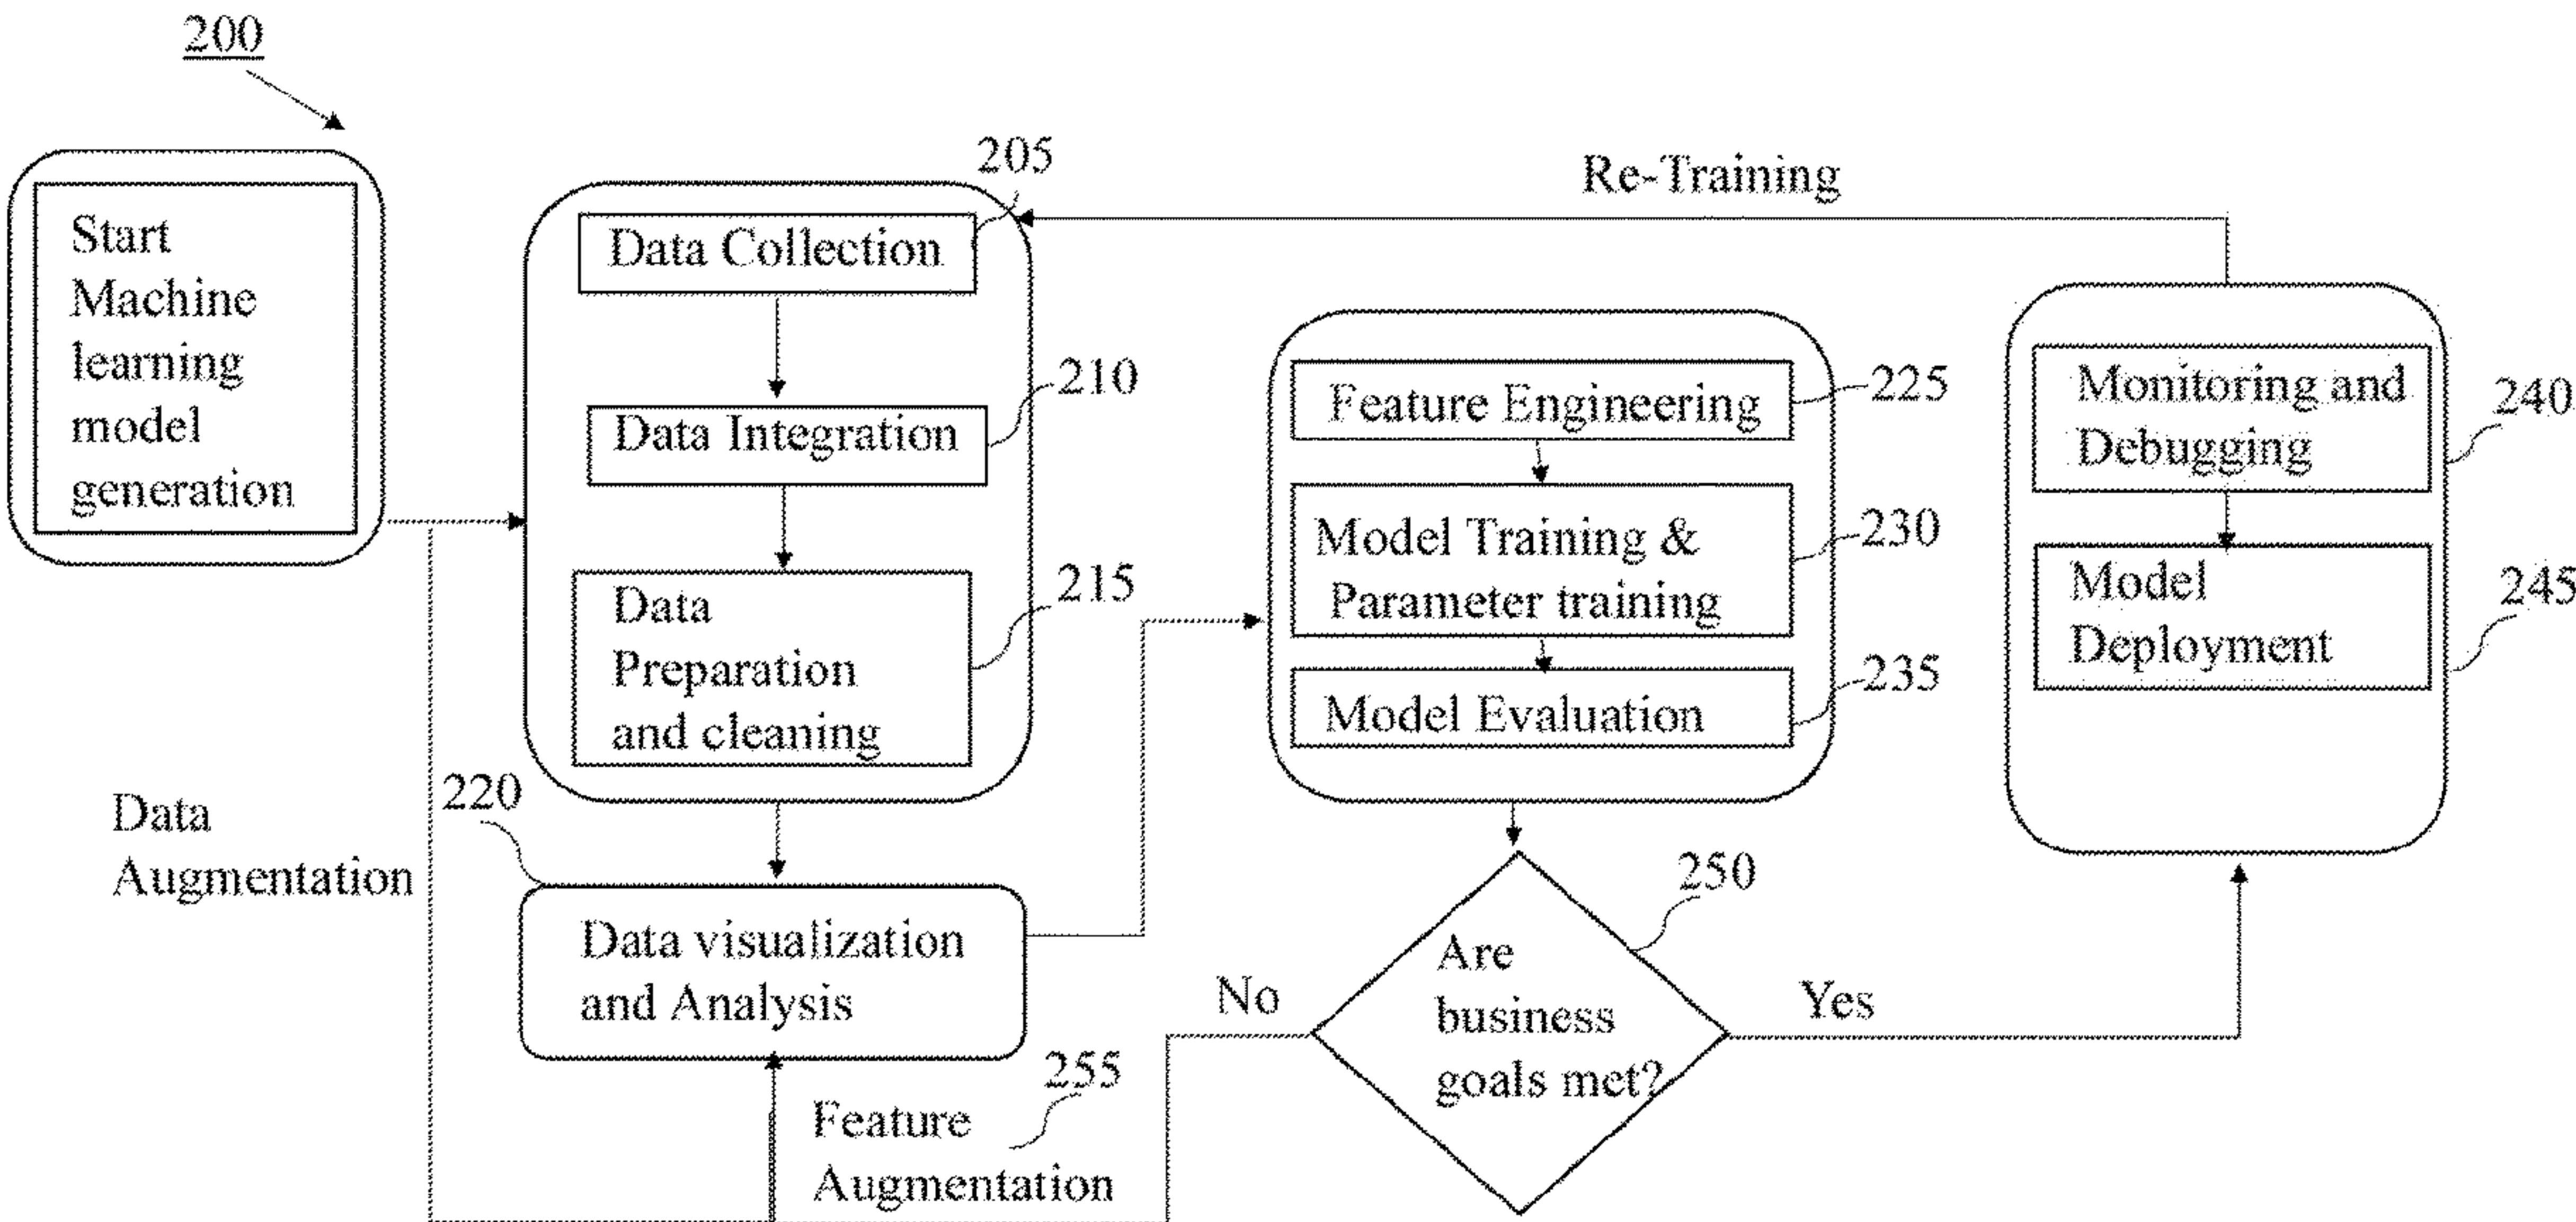 200
Start
Machine
learning
model
generation
205
Data Collection
210
Data Integration
215
Data
Preparation
and cleaning
220
Data visualization
and Analysis
Data
Augmentation
Feature
Augmentation
255
225
Feature Engineering
230
Model Training &
Parameter training
235
Model Evaluation
250
Are
business
goals met?
No
Yes
Re-Training
Monitoring and
Debugging
240
Model
Deployment
245